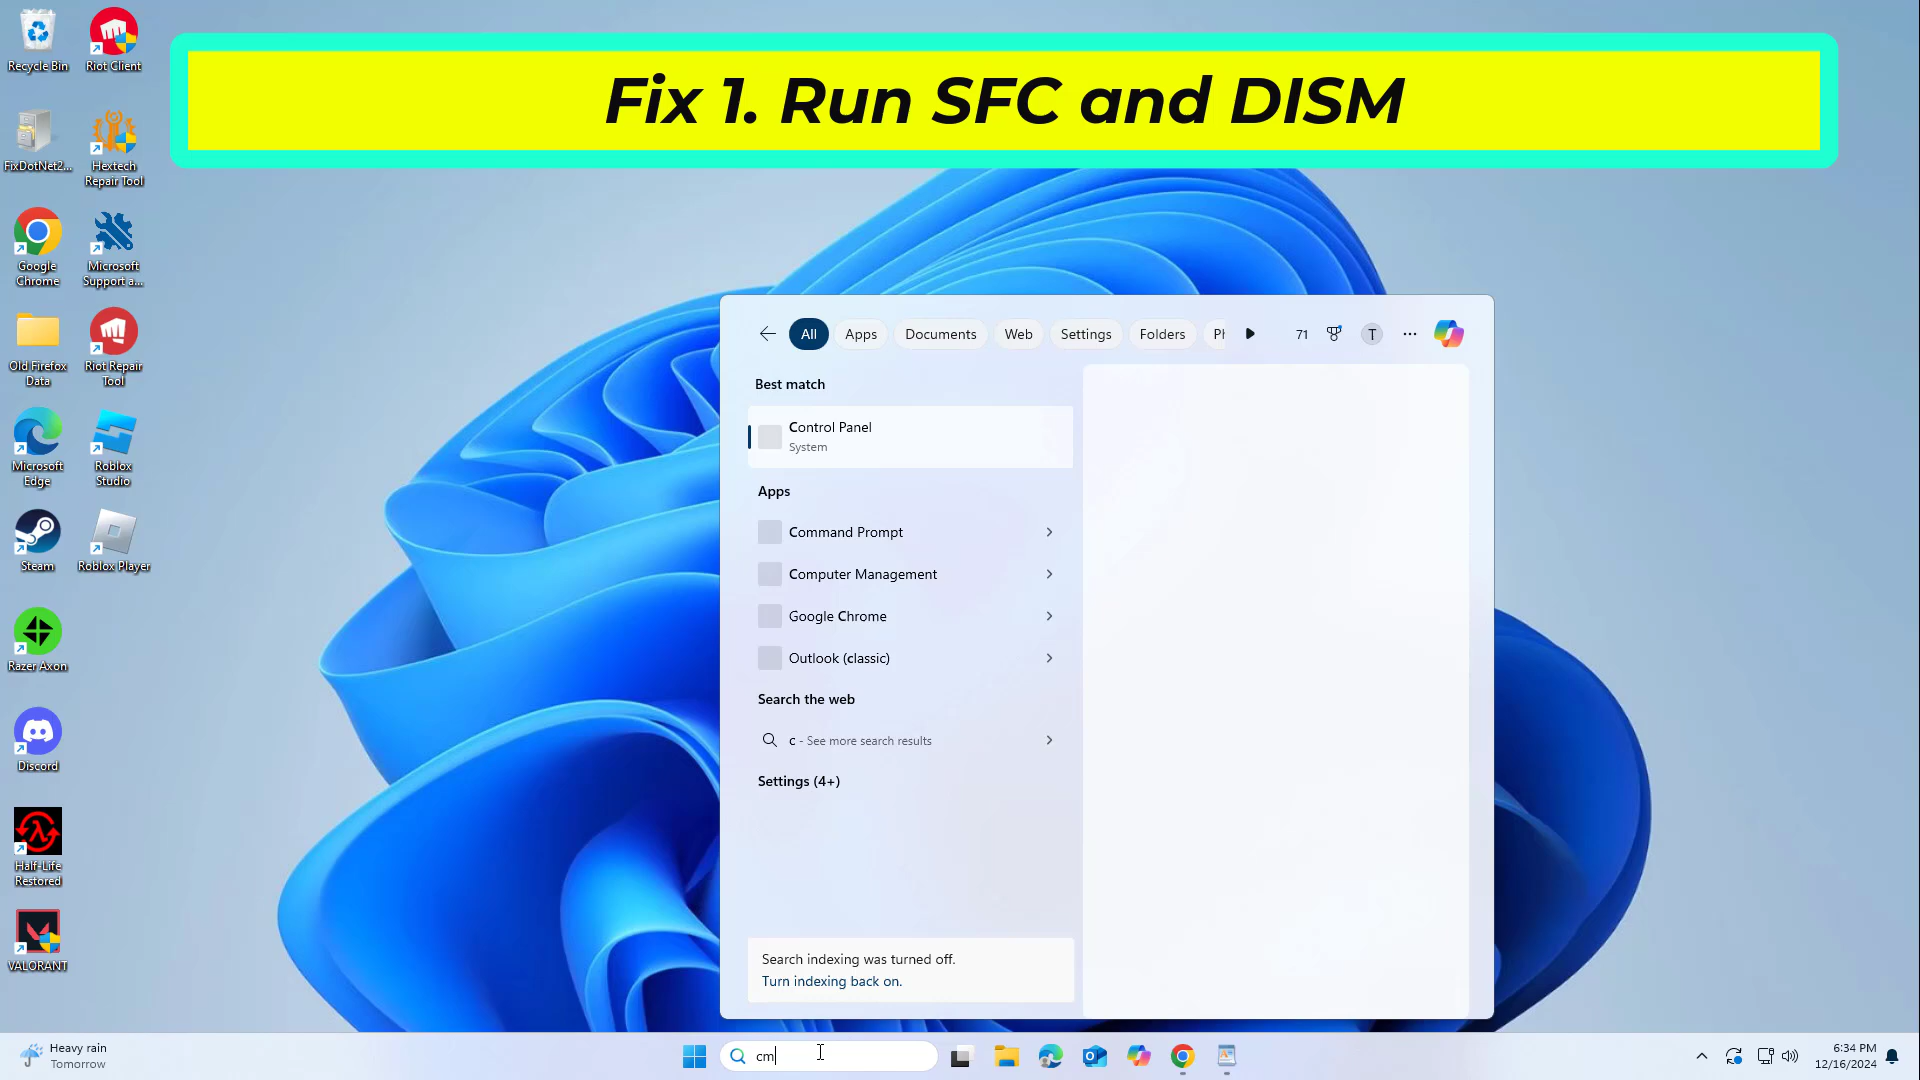 Fix 1. Run SFC and DISM
Recycle Bin
Riot Client
FixDotNet2...
Hextech
Repair Tool
Google
Chrome
Microsoft
Support a...
Old Firefox
Data
Riot Repair
Tool
Microsoft
Edge
Roblox
Studio
Steam
Roblox Player
Razer Axon
Discord
Half-Life
Restored
VALORANT
All
Apps
Documents
Web
Settings
Folders
Ph
71
T
Best match
Control Panel
System
Apps
Command Prompt
Computer Management
Google Chrome
Outlook (classic)
Search the web
c - See more search results
Settings (4+)
Search indexing was turned off.
Turn indexing back on.
Heavy rain
Tomorrow
cm
6:34 PM
12/16/2024